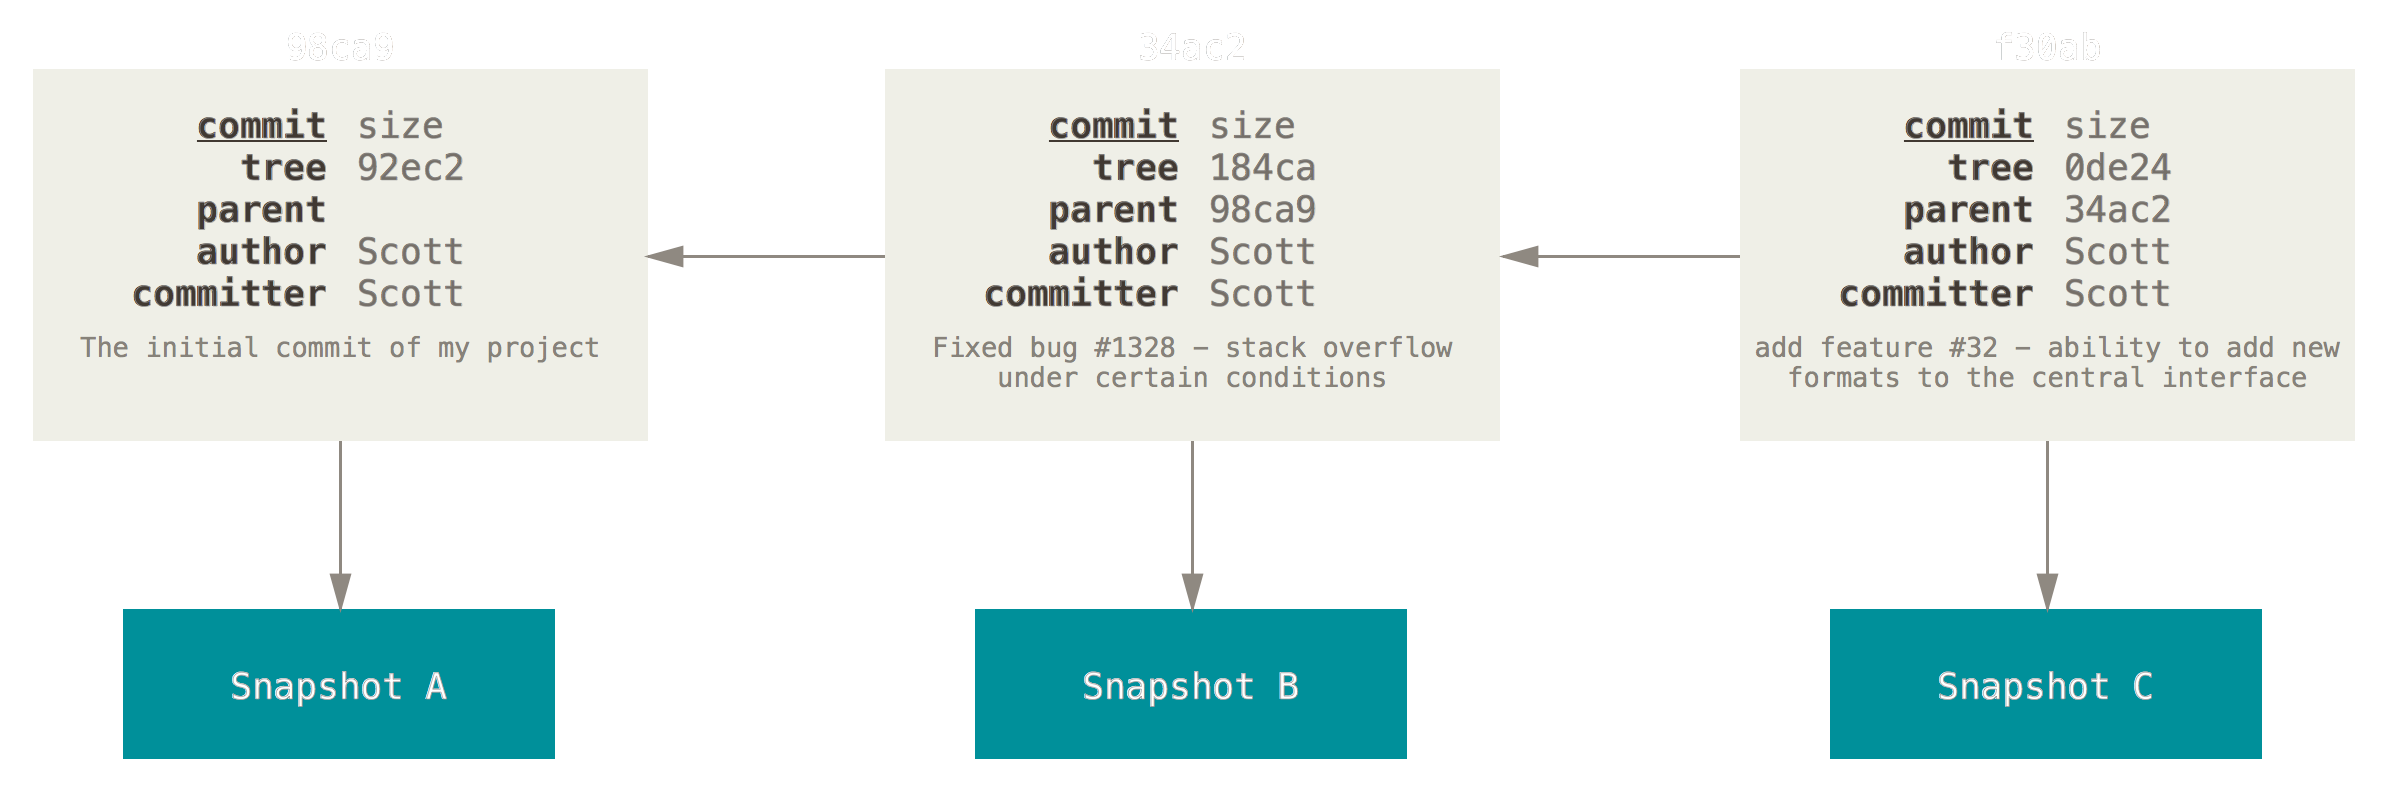 98ca9
commit size
tree 92ec2
parent
author Scott
committer Scott
The initial commit of my project
Snapshot A
34ac2
commit size
tree 184ca
parent 98ca9
author Scott
committer Scott
Fixed bug #1328 – stack overflow
under certain conditions
Snapshot B
f30ab
commit size
tree 0de24
parent 34ac2
author Scott
committer Scott
add feature #32 – ability to add new
formats to the central interface
Snapshot C